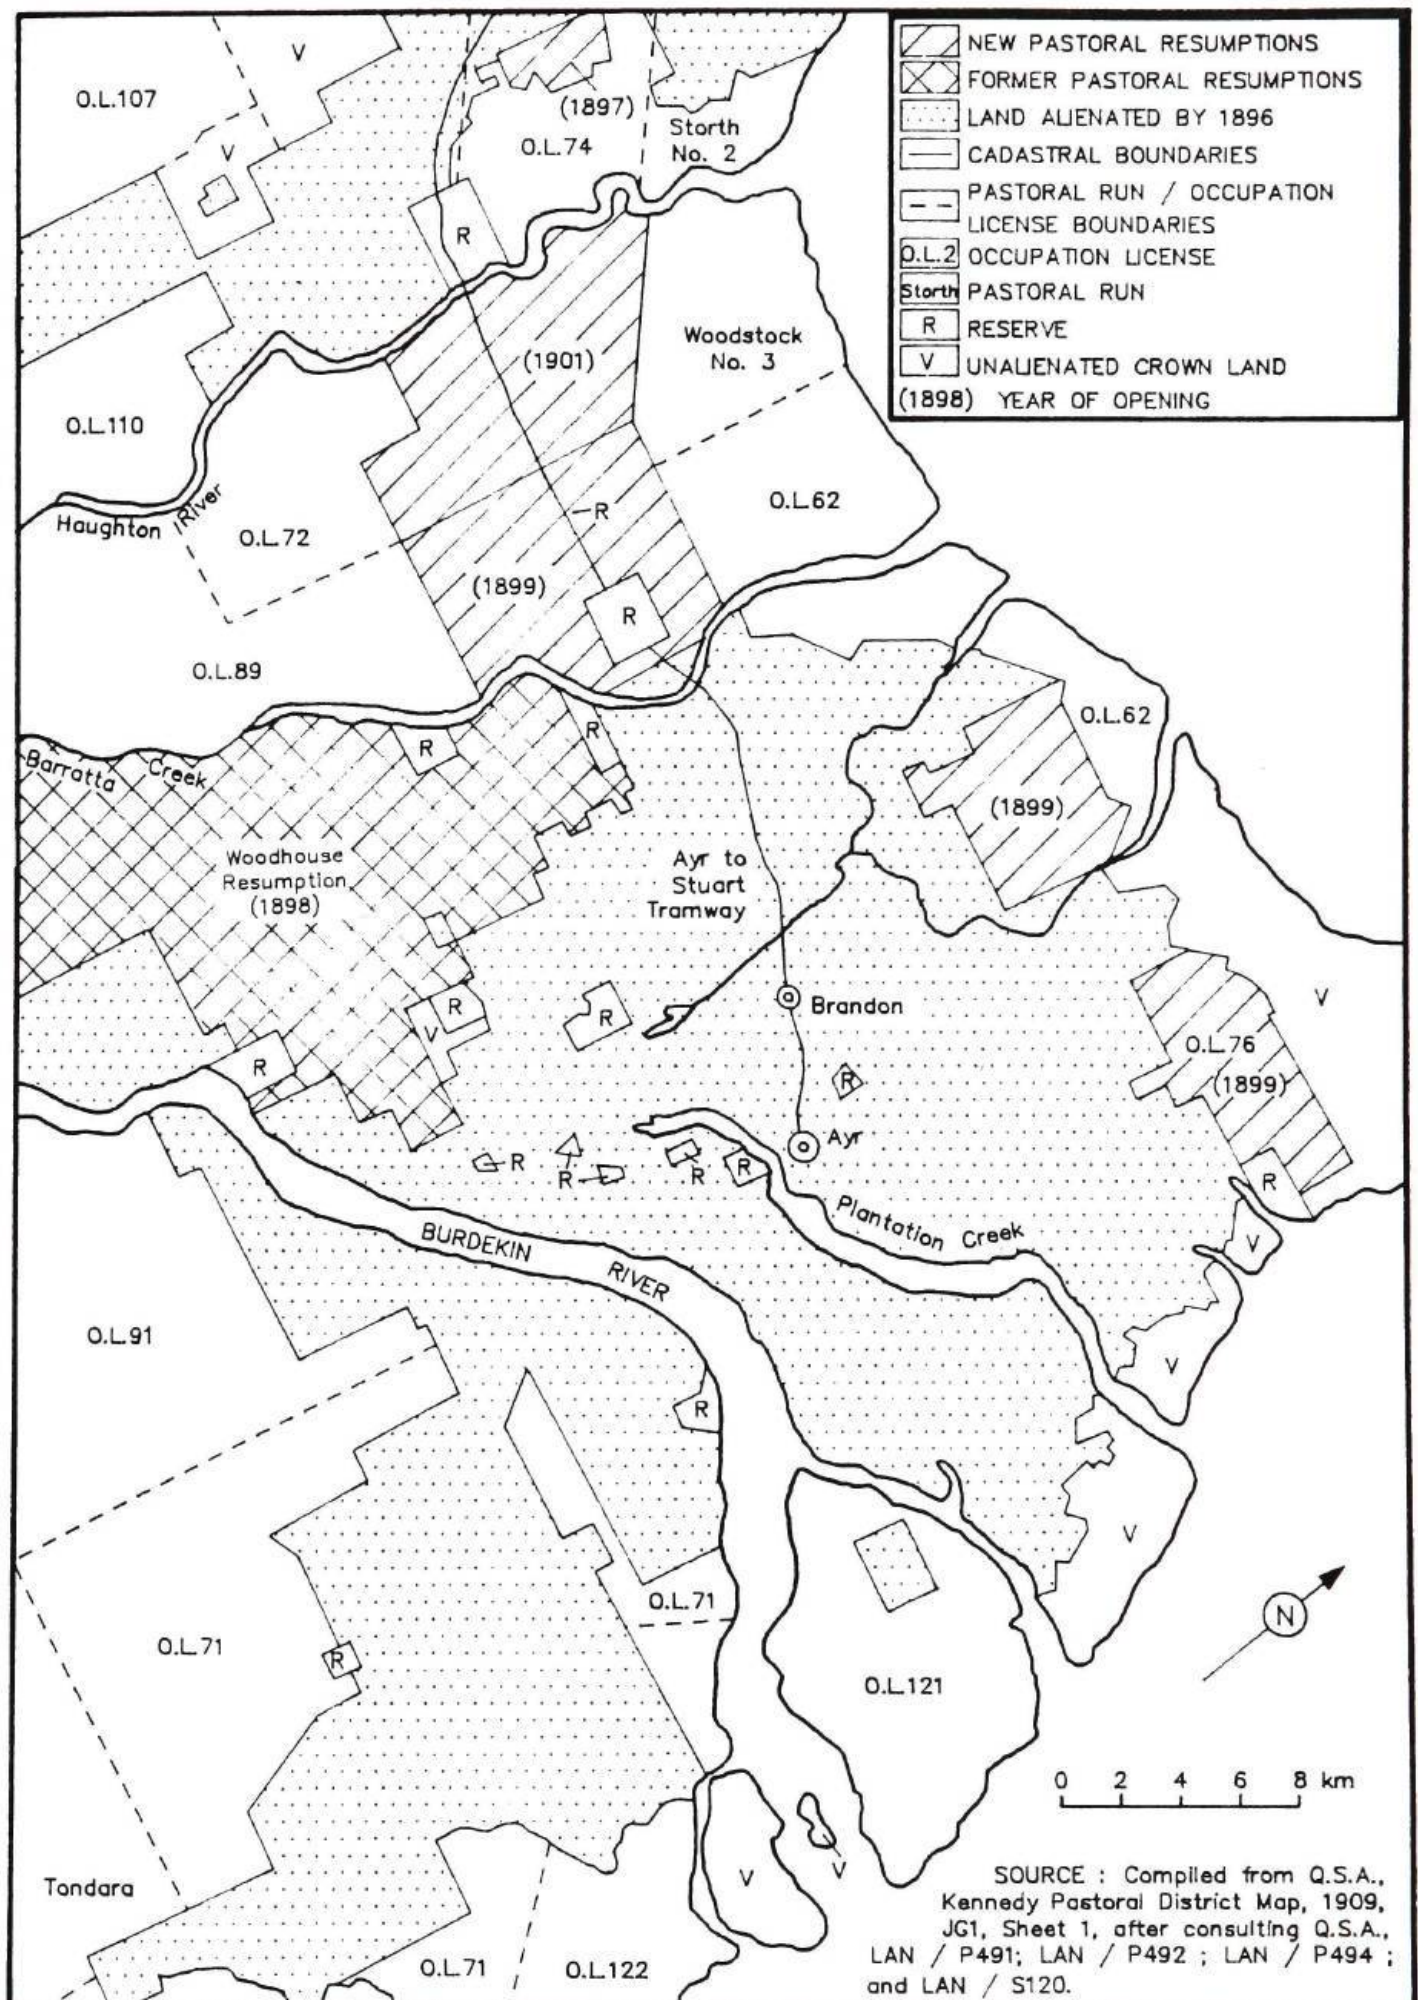 NEW PASTORAL RESUMPTIONS
FORMER PASTORAL RESUMPTIONS
LAND ALIENATED BY 1896
CADASTRAL BOUNDARIES
PASTORAL RUN / OCCUPATION
LICENSE BOUNDARIES
O.L.2 OCCUPATION LICENSE
Storth PASTORAL RUN
R RESERVE
V UNALIENATED CROWN LAND
(1898) YEAR OF OPENING
V
O.L.107
(1897)
Storth
No. 2
O.L.74
V
R
Woodstock
No. 3
(1901)
O.L.110
O.L.62
R
Haughton River
O.L.72
(1899)
R
O.L.89
O.L.62
R
R
Barratta Creek
(1899)
Woodhouse
Resumption
(1898)
Ayr to
Stuart
Tramway
V
R
R
Brandon
V
O.L.76
R
R
(1899)
Ayr
R
R
R
R
R
Plantation Creek
V
BURDEKIN RIVER
O.L.91
V
R
V
O.L.71
O.L.71
R
O.L.121
N
0 2 4 6 8 km
V
V
Tondara
O.L.71
O.L.122
SOURCE : Compiled from Q.S.A.,
Kennedy Pastoral District Map, 1909,
JG1, Sheet 1, after consulting Q.S.A.,
LAN / P491; LAN / P492 ; LAN / P494 ;
and LAN / S120.